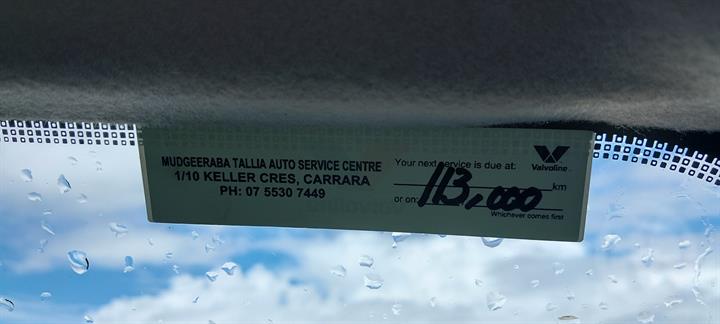 MUDGEERABA TALLIA AUTO SERVICE CENTRE
1/10 KELLER CRES, CARRARA
PH: 07 5530 7449
Your next service is due at:
Valvoline
113,000 km
or on:
Whichever comes first